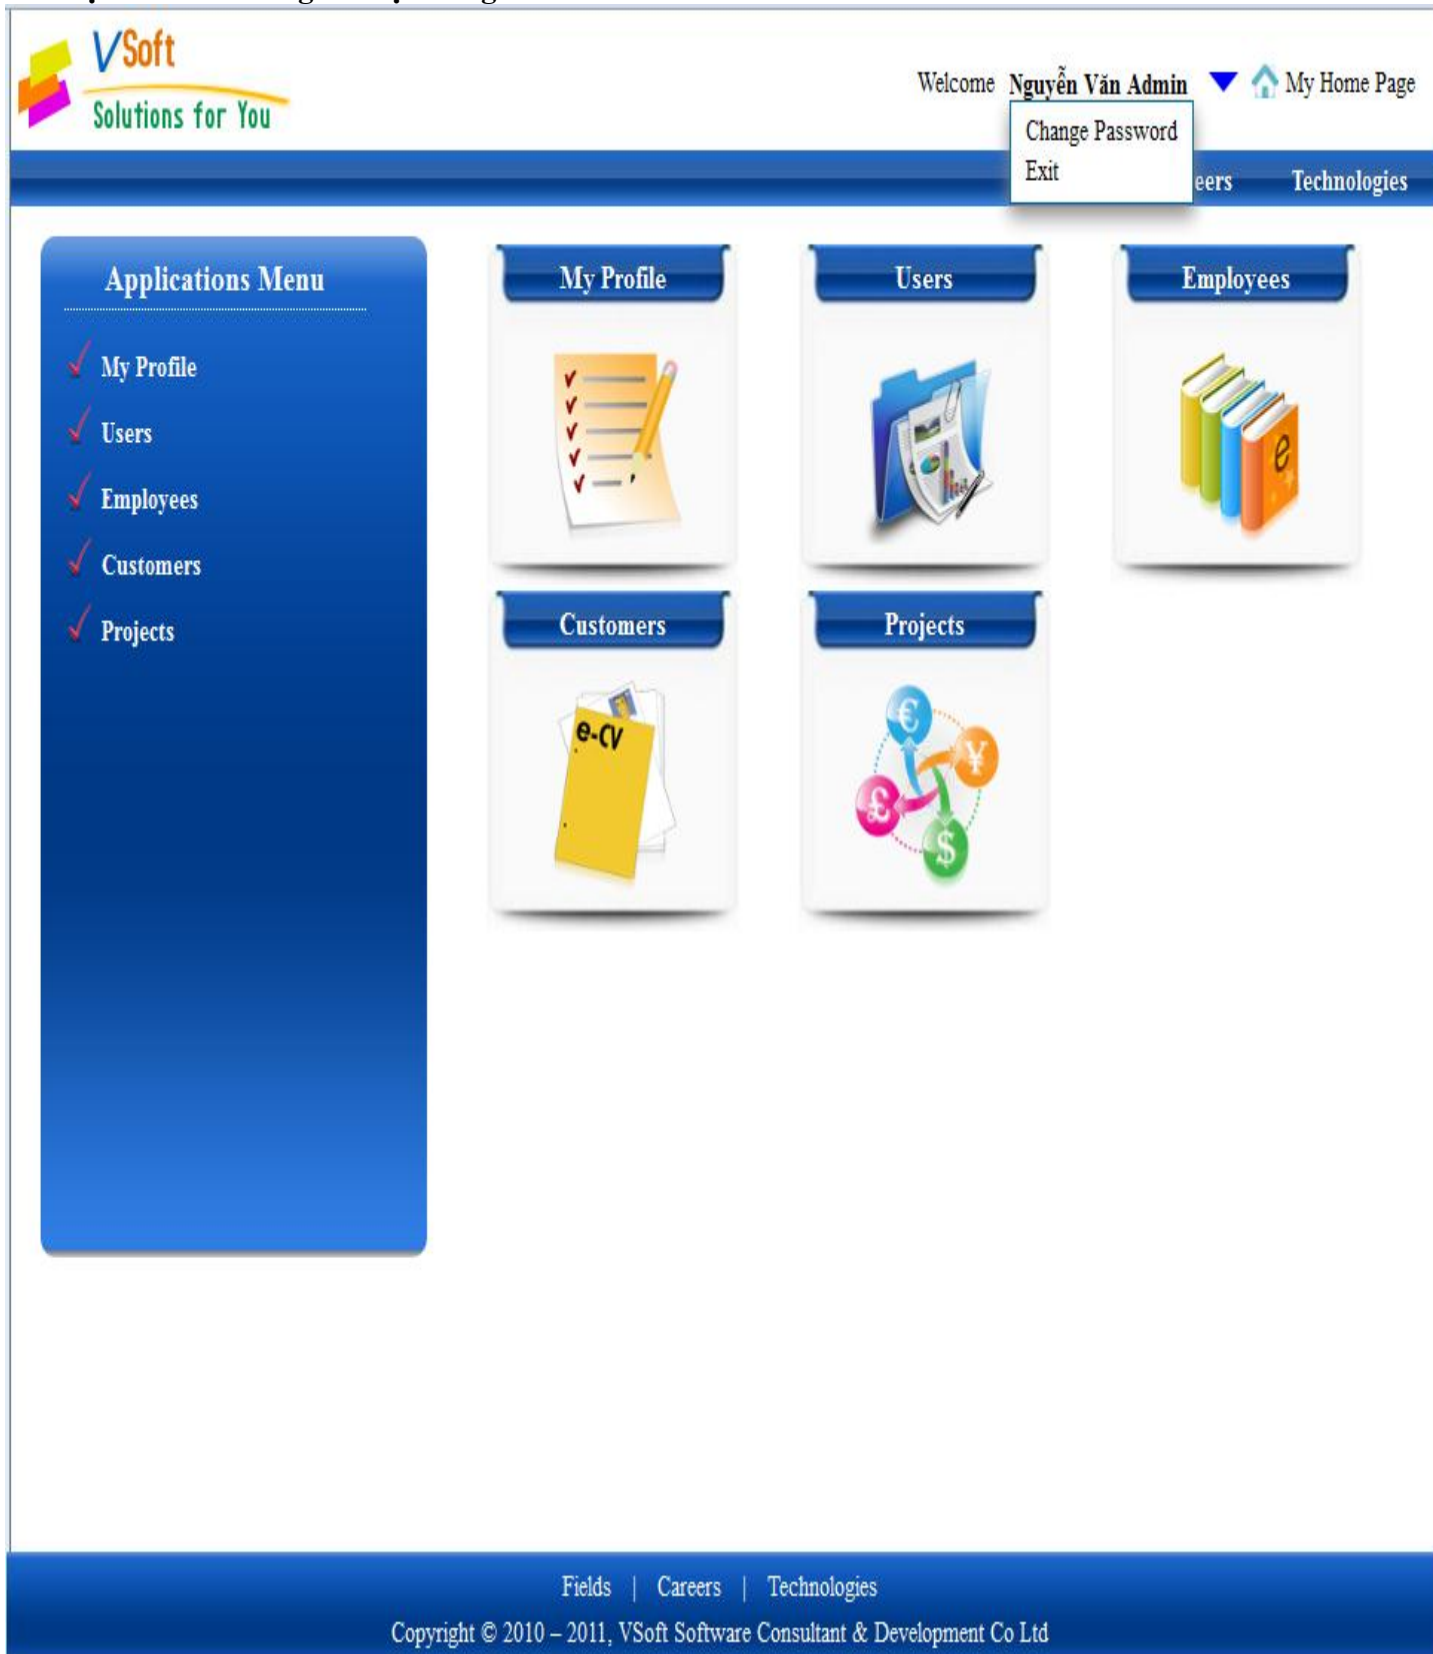 VSoft
Solutions for You
Welcome Nguyễn Văn Admin My Home Page
Change Password
Exit
eers Technologies
Applications Menu
My Profile
Users
Employees
Customers
Projects
My Profile
Users
Employees
e
Customers
Projects
e-CV
€
¥
£
$
Fields | Careers | Technologies
Copyright © 2010 – 2011, VSoft Software Consultant & Development Co Ltd